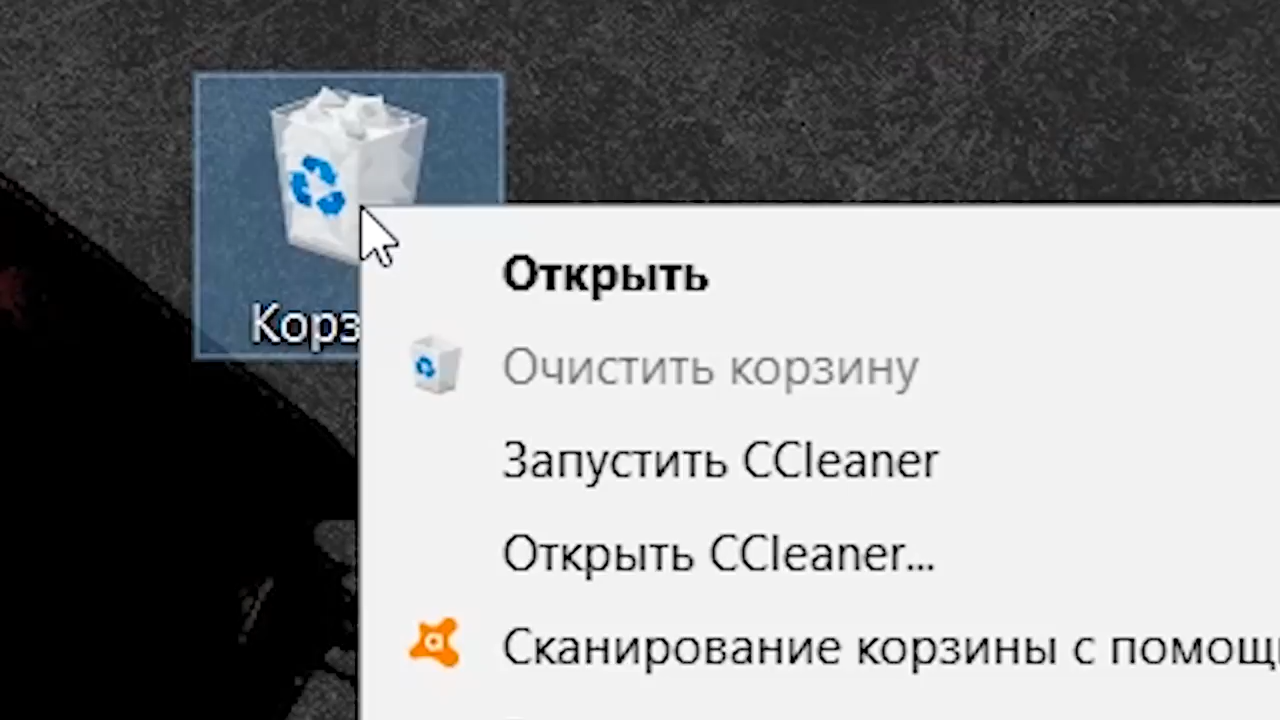 Корз
Открыть
Очистить корзину
Запустить CCleaner
Открыть CCleaner...
Сканирование корзины с помощ